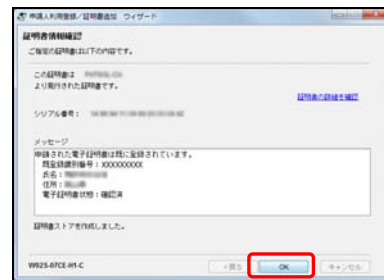 申請人利用登録/証明書追加 ウィザード
証明書情報確認
ご指定の証明書は以下の内容です。
この証明書は
より発行された証明書です。
証明書の詳細を確認
シリアル番号：
メッセージ
申請された電子証明書は既に登録されています。
既登録識別番号：XXXXXXXXX
氏名：
住所：
電子証明書状態：確認済
証明書ストアを作成しました。
W025-07CE-H1-C
<戻る
OK
キャンセル